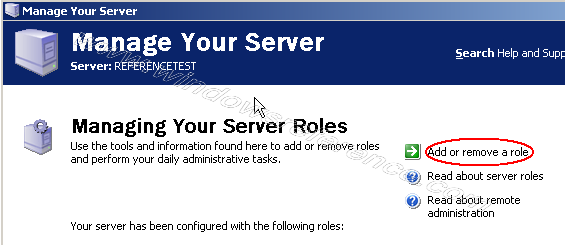 Manage Your Server
Manage Your Server
Server: REFERENCETEST
Search Help and Supp
Managing Your Server Roles
Use the tools and information found here to add or remove roles
and perform your daily administrative tasks.
Add or remove a role
Read about server roles
Read about remote
administration
Your server has been configured with the following roles:
www.windowsreference.com